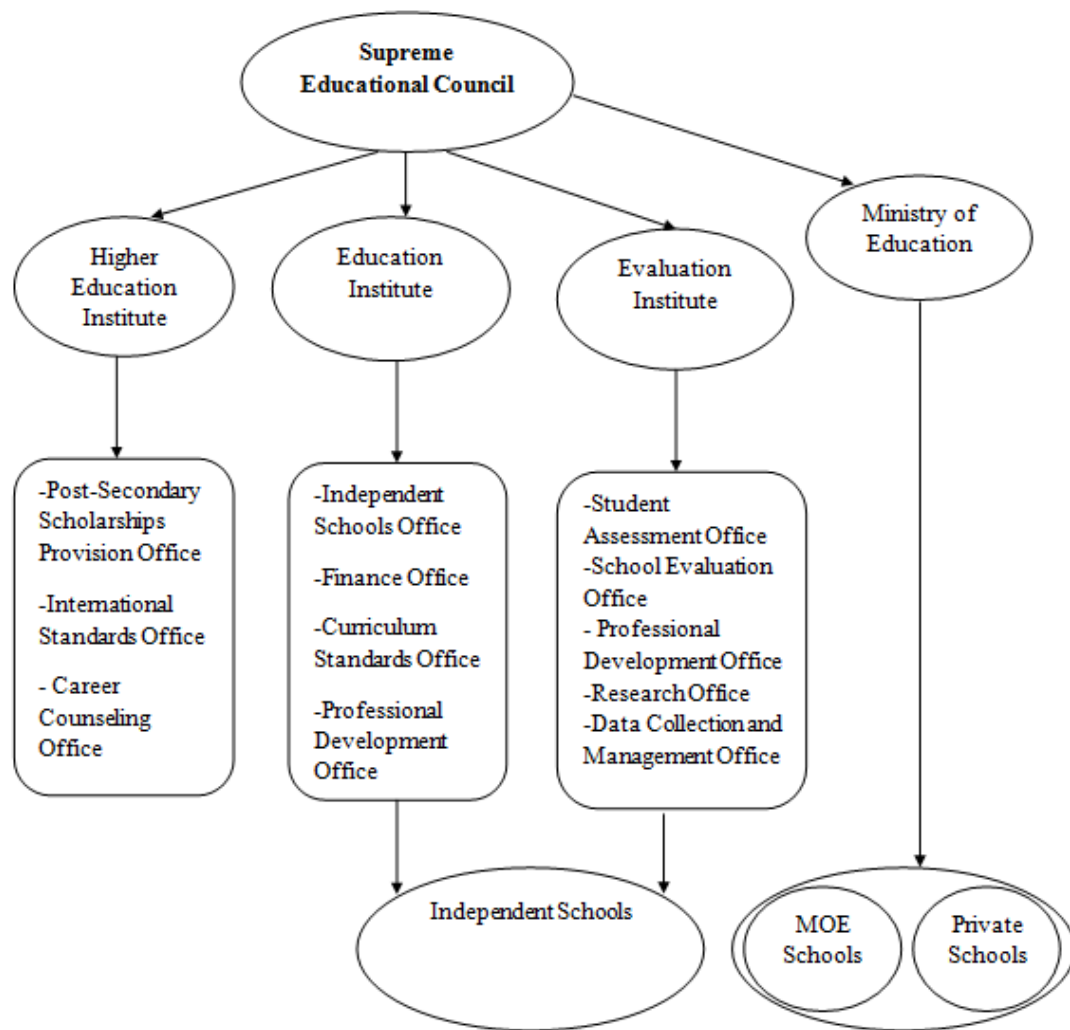 Supreme
Educational Council
Higher
Education
Institute
Education
Institute
Evaluation
Institute
Ministry of
Education
-Post-Secondary
Scholarships
Provision Office
-International
Standards Office
- Career
Counseling
Office
-Independent
Schools Office
-Finance Office
-Curriculum
Standards Office
-Professional
Development
Office
-Student
Assessment Office
-School Evaluation
Office
- Professional
Development Office
-Research Office
-Data Collection and
Management Office
Independent Schools
MOE
Schools
Private
Schools